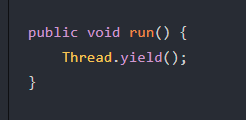 public void run() {
    Thread.yield();
}